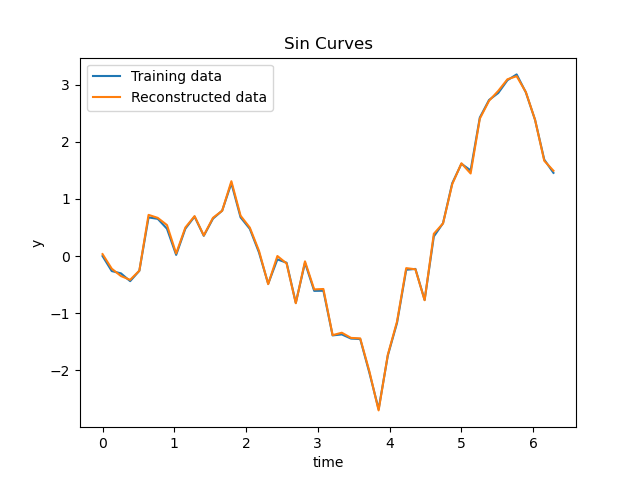 Sin Curves
Training data
Reconstructed data
3
2
1
0
−1
−2
y
0 1 2 3 4 5 6
time